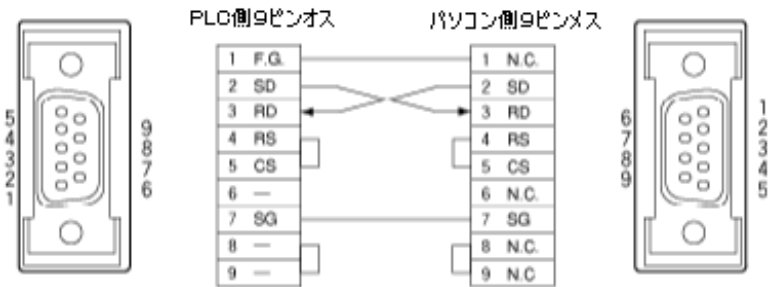 PLC側9ピンオス
パソコン側9ピンメス
5
4
3
2
1
9
8
7
6
1 F.G.
2 SD
3 RD
4 RS
5 CS
6 —
7 SG
8 —
9 —
1 N.C.
2 SD
3 RD
4 RS
5 CS
6 N.C.
7 SG
8 N.C.
9 N.C
6
7
8
9
1
2
3
4
5